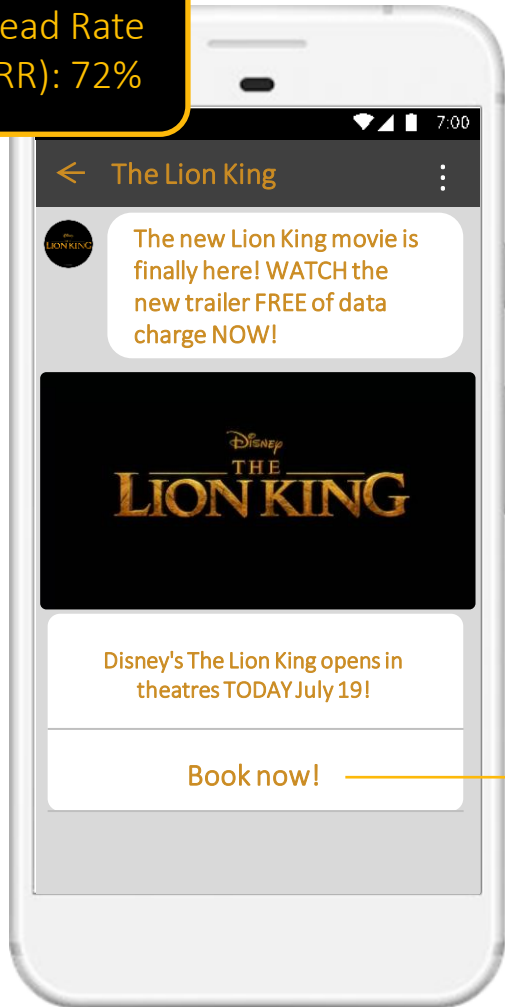 ead Rate
RR): 72%
7:00
The Lion King
LION KING
The new Lion King movie is
finally here! WATCH the
new trailer FREE of data
charge NOW!
Disney
THE
LION KING
Disney's The Lion King opens in
theatres TODAY July 19!
Book now!